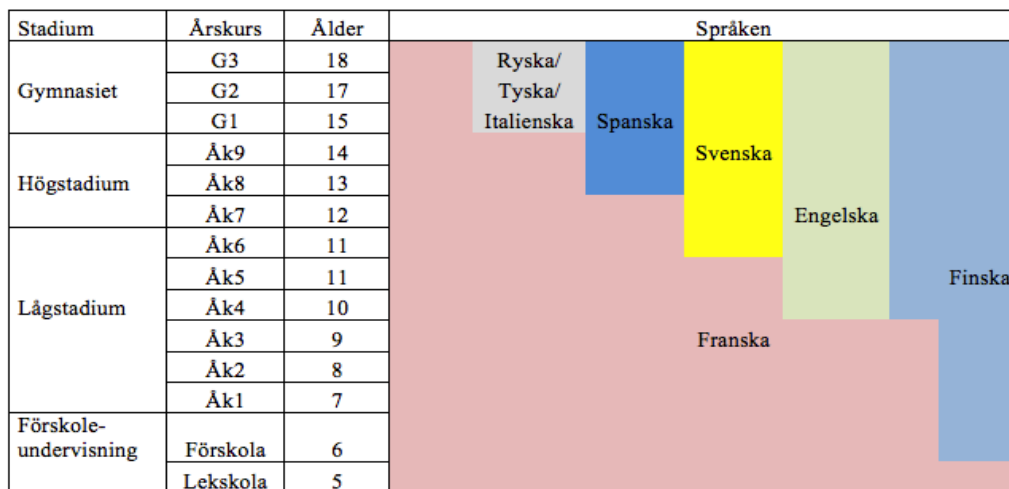 Stadium Årskurs Ålder Språken
G3 18 Ryska/
Gymnasiet G2 17 Tyska/
G1 15 Italienska Spanska
Åk9 14 Svenska
Högstadium Åk8 13
Åk7 12 Engelska
Åk6 11
Åk5 11 Finska
Lågstadium Åk4 10
Åk3 9 Franska
Åk2 8
Åk1 7
Förskole-
undervisning Förskola 6
Lekskola 5